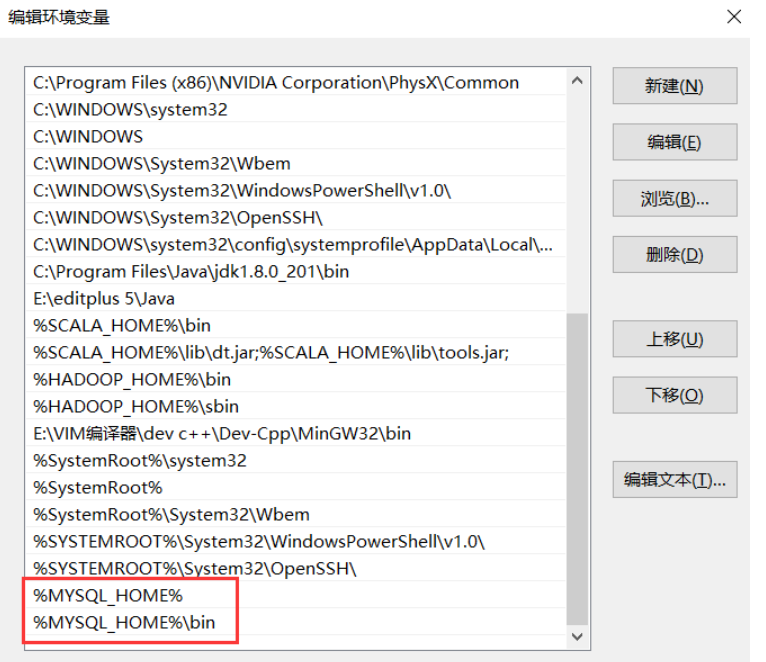 编辑环境变量
C:\Program Files (x86)\NVIDIA Corporation\PhysX\Common
新建(N)
C:\WINDOWS\system32
C:\WINDOWS
编辑(E)
C:\WINDOWS\System32\Wbem
C:\WINDOWS\System32\WindowsPowerShell\v1.0\
浏览(B)...
C:\WINDOWS\System32\OpenSSH\
C:\WINDOWS\system32\config\systemprofile\AppData\Local\...
删除(D)
C:\Program Files\Java\jdk1.8.0_201\bin
E:\editplus 5\Java
%SCALA_HOME%\bin
上移(U)
%SCALA_HOME%\lib\dt.jar;%SCALA_HOME%\lib\tools.jar;
%HADOOP_HOME%\bin
下移(O)
%HADOOP_HOME%\sbin
E:\VIM编译器\dev c++\Dev-Cpp\MinGW32\bin
%SystemRoot%\system32
编辑文本(T)...
%SystemRoot%
%SystemRoot%\System32\Wbem
%SYSTEMROOT%\System32\WindowsPowerShell\v1.0\
%SYSTEMROOT%\System32\OpenSSH\
%MYSQL_HOME%
%MYSQL_HOME%\bin